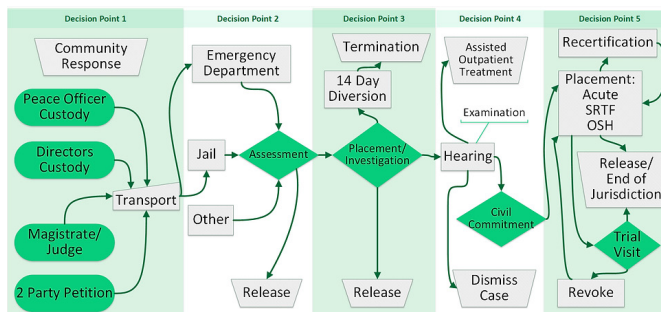 Decision Point 1
Decision Point 2
Decision Point 3
Decision Point 4
Decision Point 5
Community
Response
Peace Officer
Custody
Directors
Custody
Transport
Magistrate/
Judge
2 Party Petition
Emergency
Department
Jail
Assessment
Other
Release
Termination
14 Day
Diversion
Placement/
Investigation
Release
Assisted
Outpatient
Treatment
Examination
Hearing
Civil
Commitment
Dismiss
Case
Recertification
Placement:
Acute
SRTF
OSH
Release/
End of
Jurisdiction
Trial
Visit
Revoke